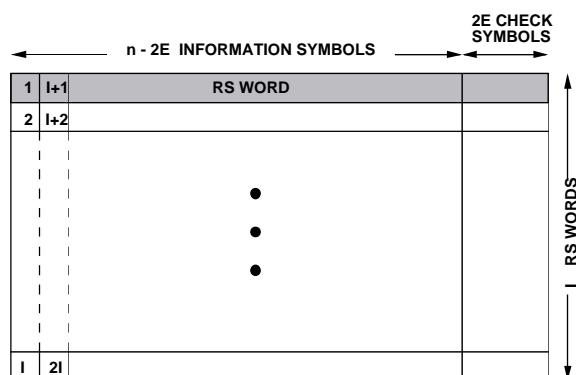 2E CHECK
SYMBOLS
n - 2E INFORMATION SYMBOLS
1 I+1 RS WORD
2 I+2
I RS WORDS
I 2I